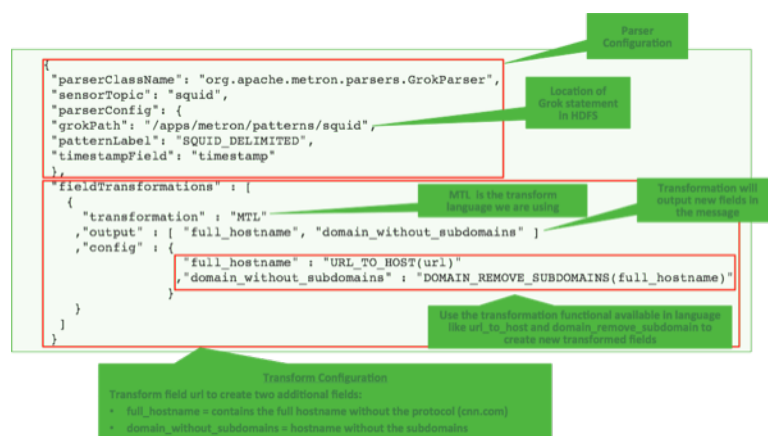 Parser
Configuration
{
"parserClassName": "org.apache.metron.parsers.GrokParser",
"sensorTopic": "squid",
"parserConfig": {
"grokPath": "/apps/metron/patterns/squid",
"patternLabel": "SQUID_DELIMITED",
"timestampField": "timestamp"
},
Location of
Grok statement
in HDFS
"fieldTransformations" : [
{
"transformation" : "MTL"
,"output" : [ "full_hostname", "domain_without_subdomains" ]
,"config" : {
"full_hostname" : "URL_TO_HOST(url)"
,"domain_without_subdomains" : "DOMAIN_REMOVE_SUBDOMAINS(full_hostname)"
}
}
]
}
MTL is the transform
language we are using
Transformation will
output new fields in
the message
Use the transformation functional available in language
like url_to_host and domain_remove_subdomain to
create new transformed fields
Transform Configuration
Transform field url to create two additional fields:
• full_hostname = contains the full hostname without the protocol (cnn.com)
• domain_without_subdomains = hostname without the subdomains